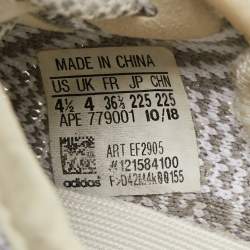 MADE IN CHINA
US UK FR JP CHN
4½ 4 36⅔ 225 225
APE 779001 10/18
ART EF2905
#121584100
adidas